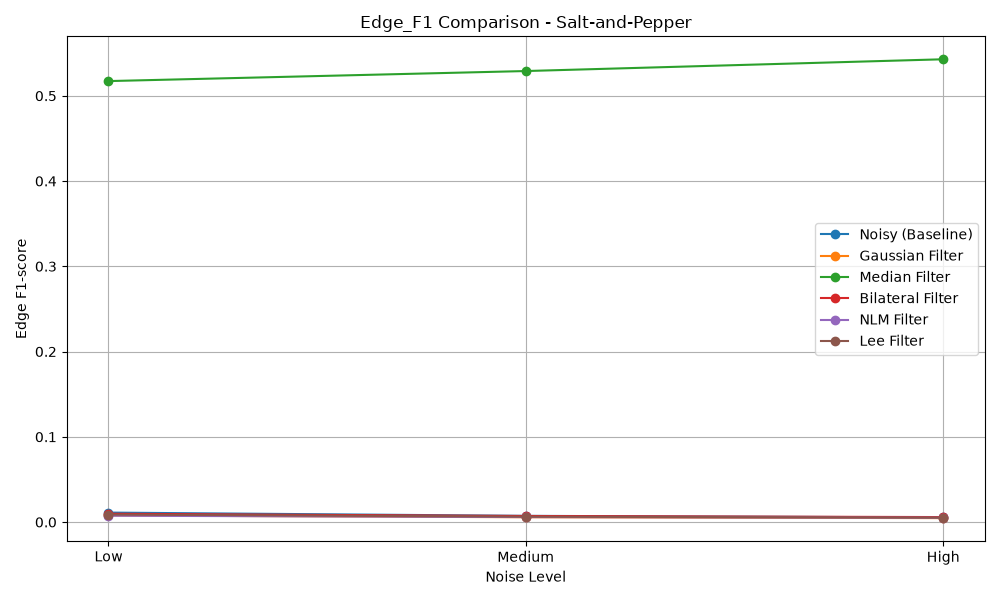 Edge_F1 Comparison - Salt-and-Pepper
Edge F1-score
0.5
0.4
0.3
0.2
0.1
0.0
Noisy (Baseline)
Gaussian Filter
Median Filter
Bilateral Filter
NLM Filter
Lee Filter
Low
Medium
High
Noise Level